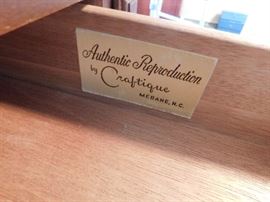 Authentic Reproduction
by Craftique
MEBANE, N.C.